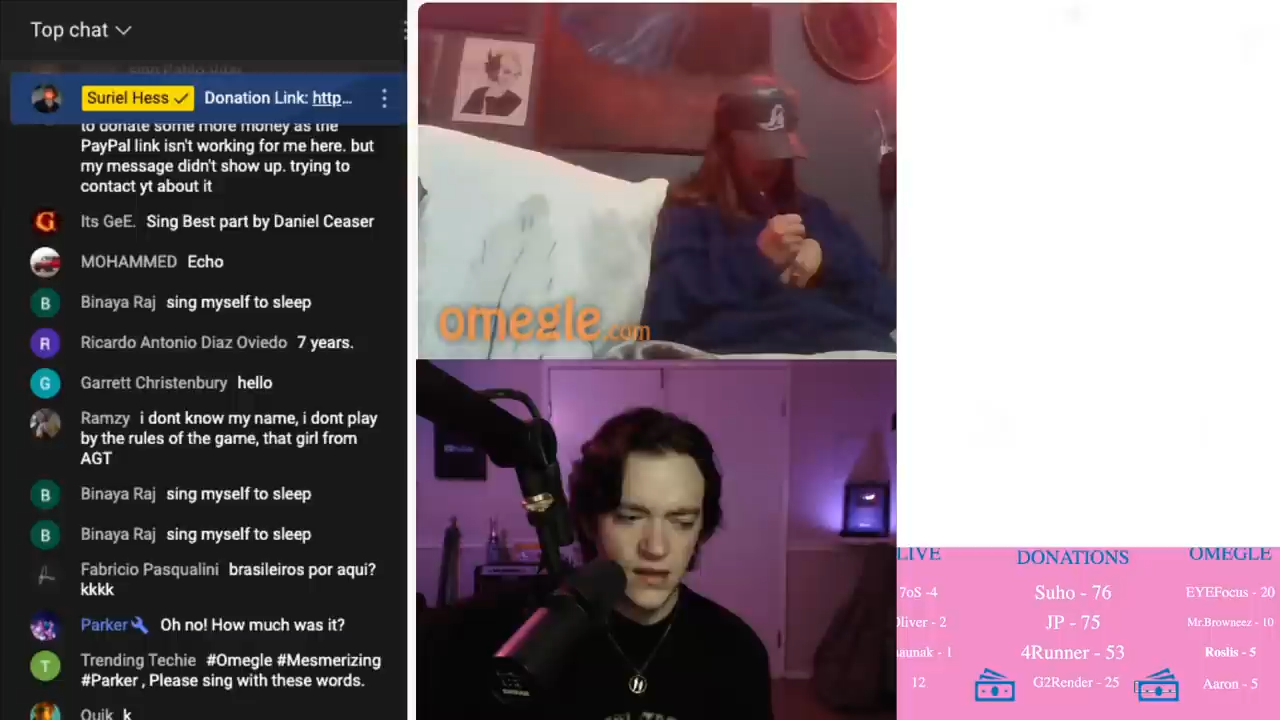 Top chat
Suriel Hess Donation Link: http...
to donate some more money as the
PayPal link isn't working for me here. but
my message didn't show up. trying to
contact yt about it
Its GeE. Sing Best part by Daniel Ceaser
MOHAMMED Echo
Binaya Raj sing myself to sleep
Ricardo Antonio Diaz Oviedo 7 years.
Garrett Christenbury hello
Ramzy i dont know my name, i dont play
by the rules of the game, that girl from
AGT
Binaya Raj sing myself to sleep
Binaya Raj sing myself to sleep
Fabricio Pasqualini brasileiros por aqui?
kkkk
Parker Oh no! How much was it?
Trending Techie #Omegle #Mesmerizing
#Parker , Please sing with these words.
Quik k
omegle.com
LIVE
7oS -4
Oliver - 2
aunak - 1
12
DONATIONS
Suho - 76
JP - 75
4Runner - 53
G2Render - 25
OMEGLE
EYEFocus - 20
Mr.Browneez - 10
Roslis - 5
Aaron - 5